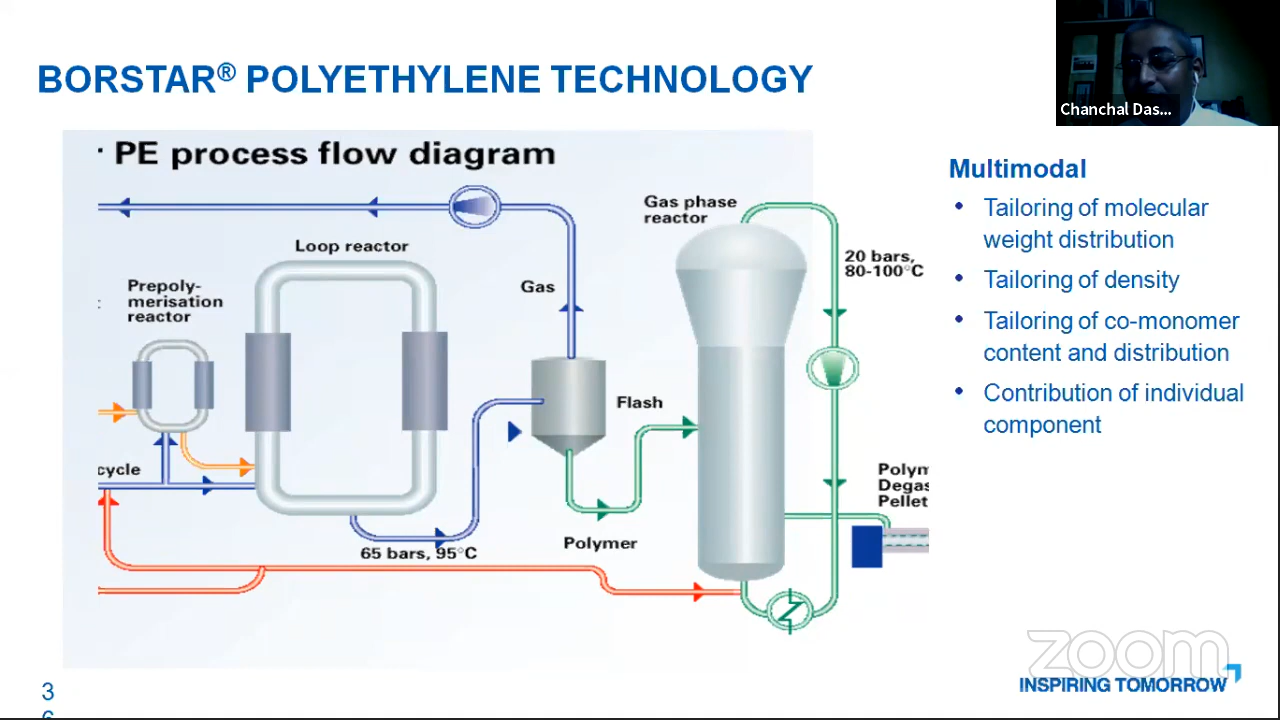 BORSTAR® POLYETHYLENE TECHNOLOGY
Chanchal Das...
· PE process flow diagram
Gas phase
reactor
Loop reactor
20 bars,
80-100°C
Prepoly-
merisation
reactor
:
Gas
Flash
cycle
Polym
Degas
Pellet
Polymer
65 bars, 95°C
Multimodal
• Tailoring of molecular
weight distribution
• Tailoring of density
• Tailoring of co-monomer
content and distribution
• Contribution of individual
component
zoom
INSPIRING TOMORROW
3